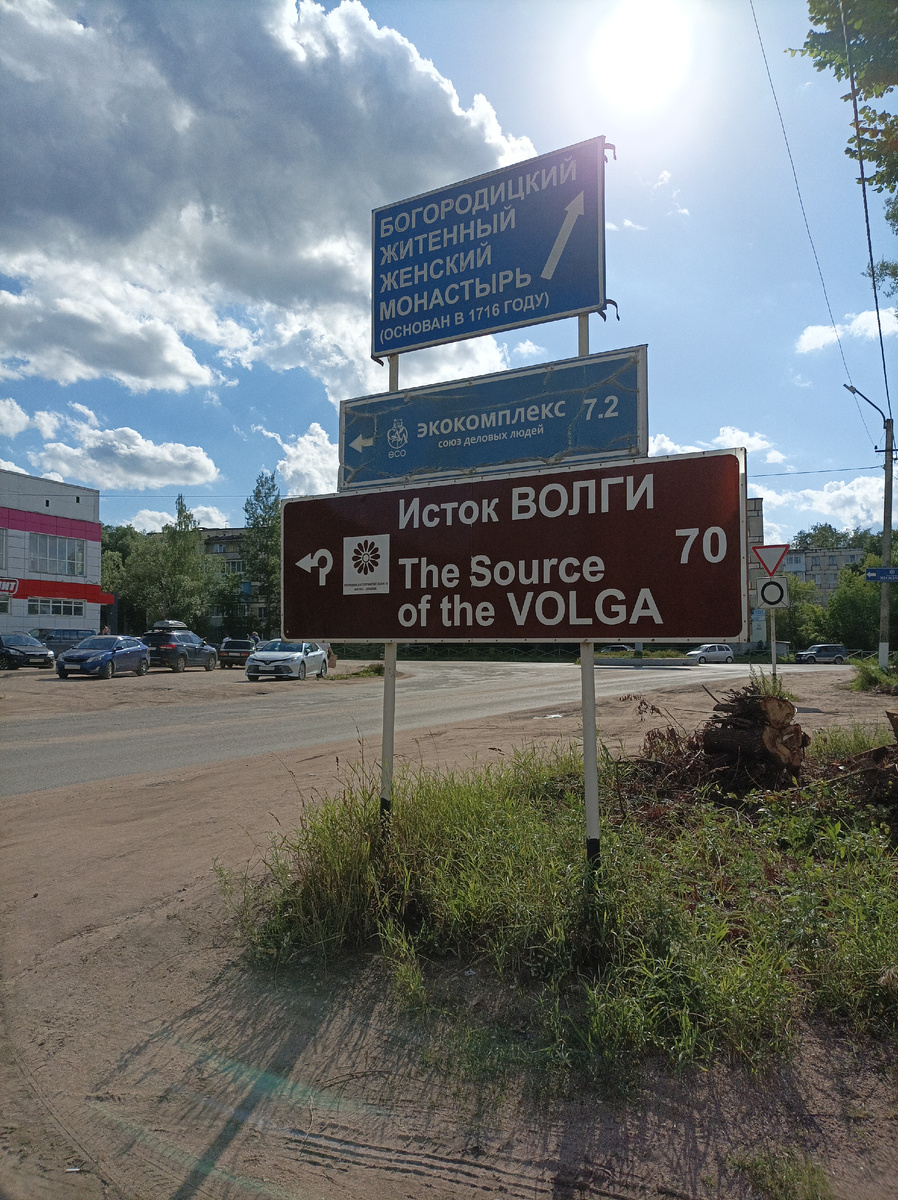 БОГОРОДИЦКИЙ
ЖИТЕННЫЙ
ЖЕНСКИЙ
МОНАСТЫРЬ
(ОСНОВАН В 1716 ГОДУ)
ЭКОКОМПЛЕКС 7.2
СОЮЗ ДЕЛОВЫХ ЛЮДЕЙ
eco
Исток ВОЛГИ
70
The Source
of the VOLGA